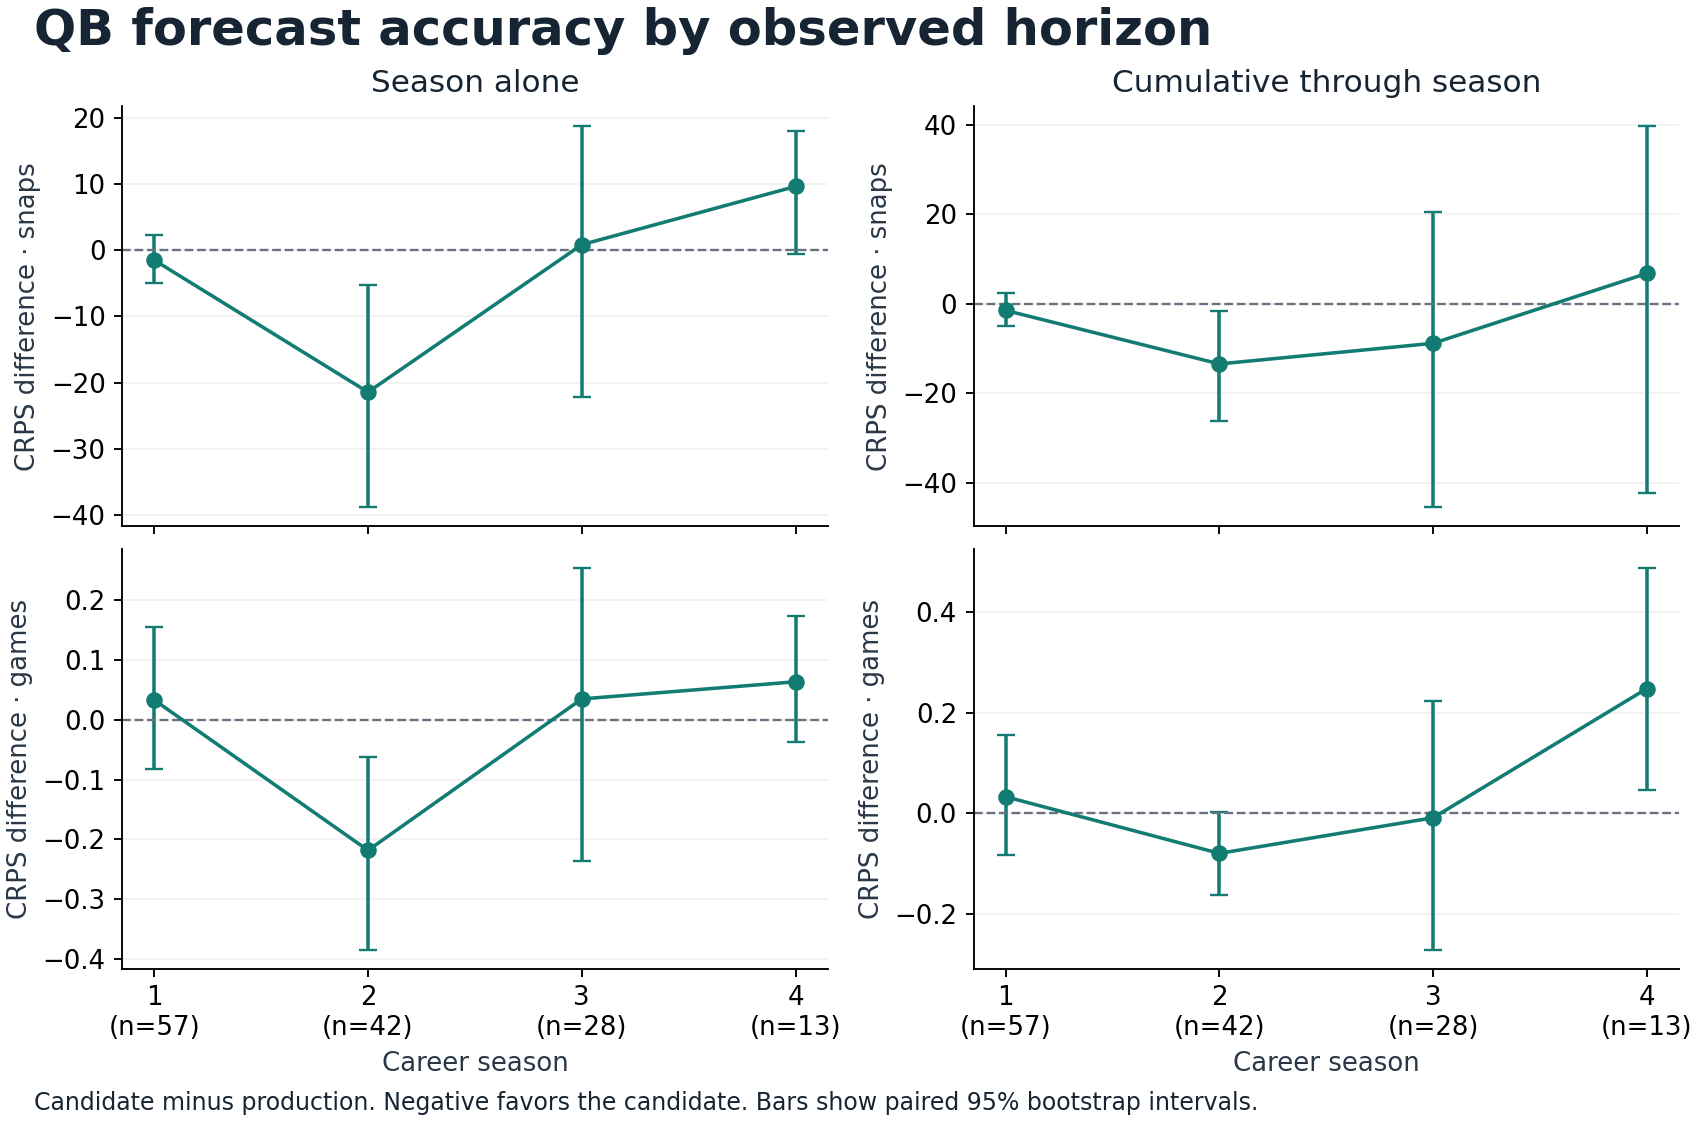 QB forecast accuracy by observed horizon
Season alone
CRPS difference · snaps
20
10
0
−10
−20
−30
−40
Cumulative through season
CRPS difference · snaps
40
20
0
−20
−40
CRPS difference · games
0.2
0.1
0.0
−0.1
−0.2
−0.3
−0.4
1 2 3 4
(n=57) (n=42) (n=28) (n=13)
Career season
CRPS difference · games
0.4
0.2
0.0
−0.2
1 2 3 4
(n=57) (n=42) (n=28) (n=13)
Career season
Candidate minus production. Negative favors the candidate. Bars show paired 95% bootstrap intervals.